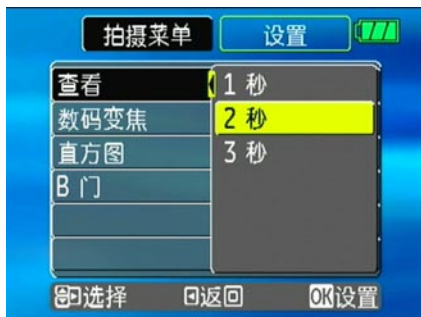 拍摄菜单 设置
查看 1 秒
数码变焦 2 秒
直方图 3 秒
B 门
选择 返回 OK设置